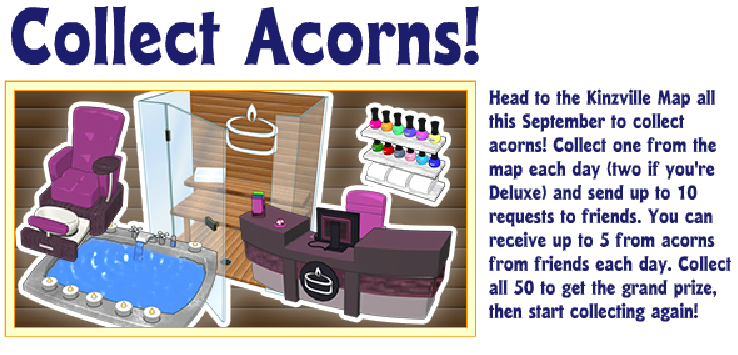 Collect Acorns!
Head to the Kinzville Map all
this September to collect
acorns! Collect one from the
map each day (two if you're
Deluxe) and send up to 10
requests to friends. You can
receive up to 5 from acorns
from friends each day. Collect
all 50 to get the grand prize,
then start collecting again!